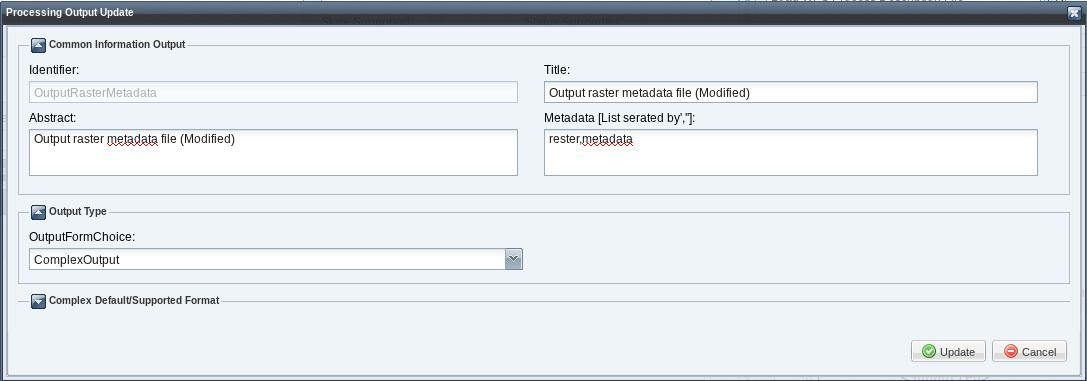 Processing Output Update
Common Information Output
Identifier:
Title:
OutputRasterMetadata
Output raster metadata file (Modified)
Abstract:
Metadata [List serated by',"]:
Output raster metadata file (Modified)
rester,metadata
Output Type
OutputFormChoice:
ComplexOutput
Complex Default/Supported Format
Update
Cancel